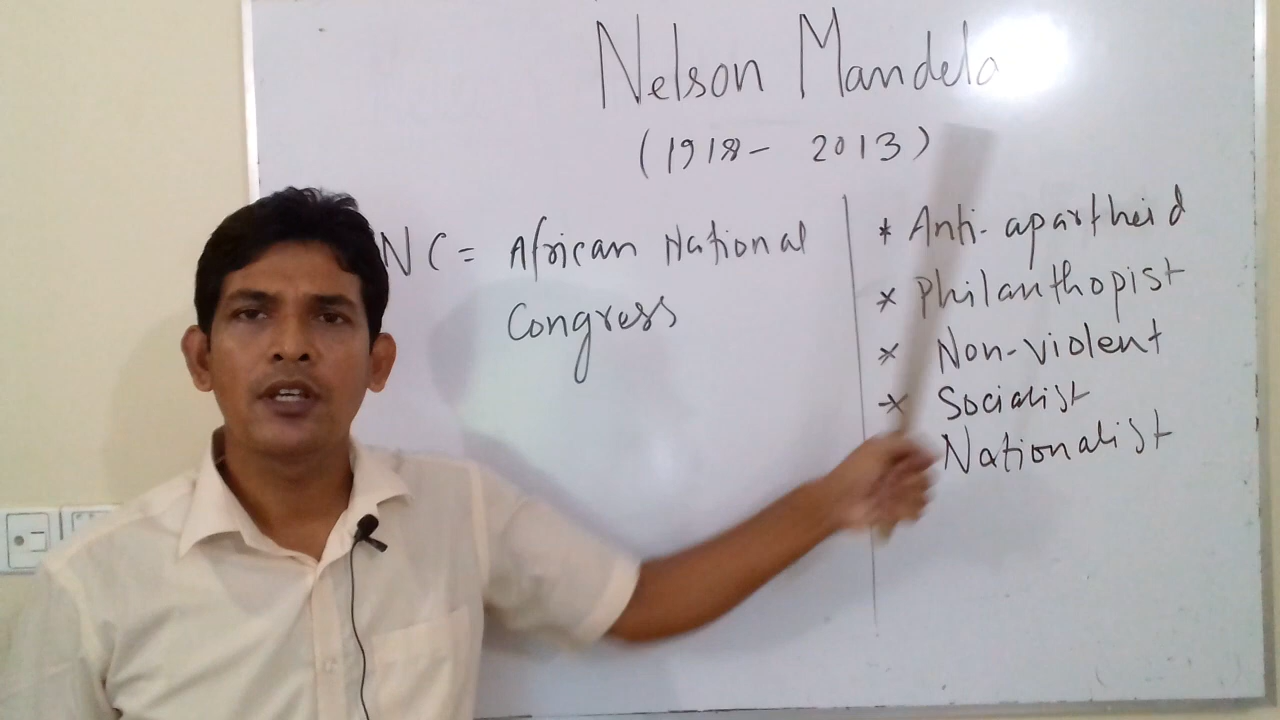 Nelson Mandela
(1918- 2013)
NC = African National
Congress
* Anti-apartheid
* Philanthopist
* Non-violent
* Socialist
Nationalist